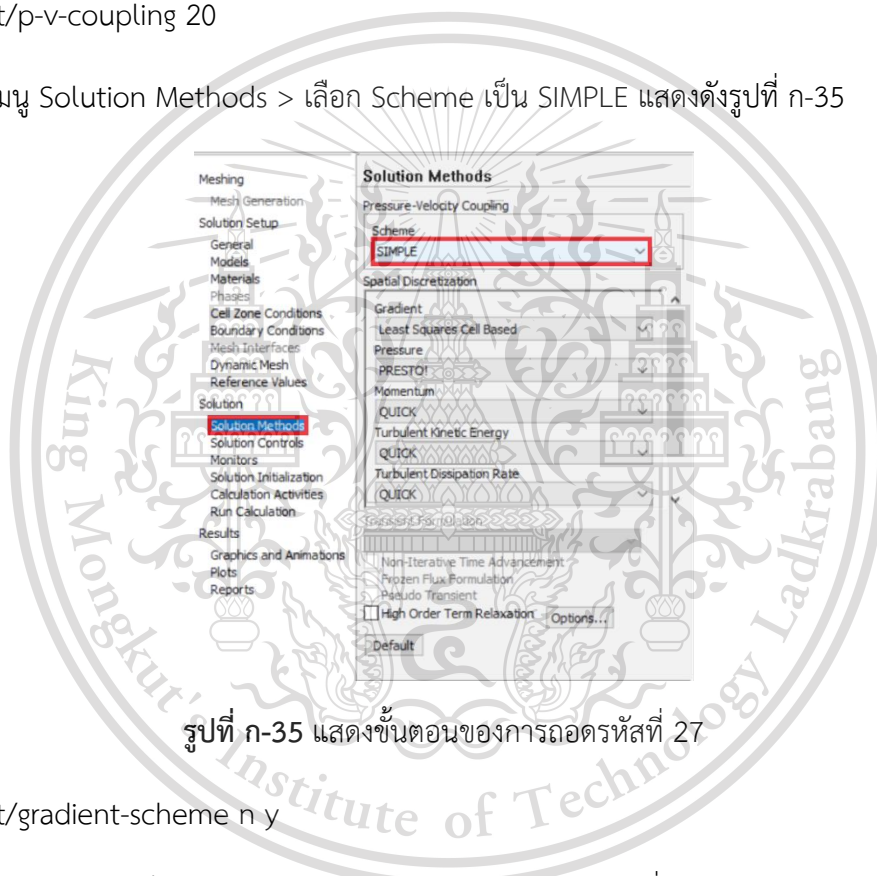 t/p-v-coupling 20
มนู Solution Methods > เลือก Scheme เป็น SIMPLE แสดงดังรูปที่ ก-35
Meshing
Mesh Generation
Solution Setup
General
Models
Materials
Phases
Cell Zone Conditions
Boundary Conditions
Mesh Interfaces
Dynamic Mesh
Reference Values
Solution
Solution Methods
Solution Controls
Monitors
Solution Initialization
Calculation Activities
Run Calculation
Results
Graphics and Animations
Plots
Reports
Solution Methods
Pressure-Velocity Coupling
Scheme
SIMPLE
Spatial Discretization
Gradient
Least Squares Cell Based
Pressure
PRESTO!
Momentum
QUICK
Turbulent Kinetic Energy
QUICK
Turbulent Dissipation Rate
QUICK
Transient Formulation
Non-Iterative Time Advancement
Frozen Flux Formulation
Pseudo Transient
High Order Term Relaxation Options...
Default
รูปที่ ก-35 แสดงขั้นตอนของการถอดรหัสที่ 27
t/gradient-scheme n y
King Mongkut's Institute of Technology Ladkrabang